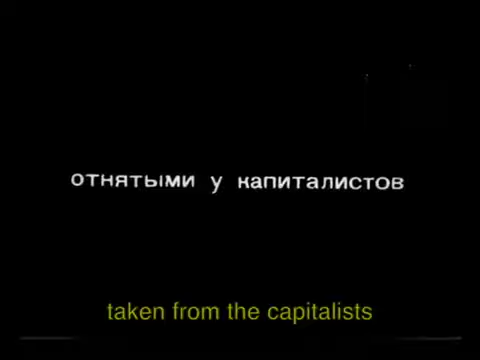 отнятыми у капиталистов
taken from the capitalists